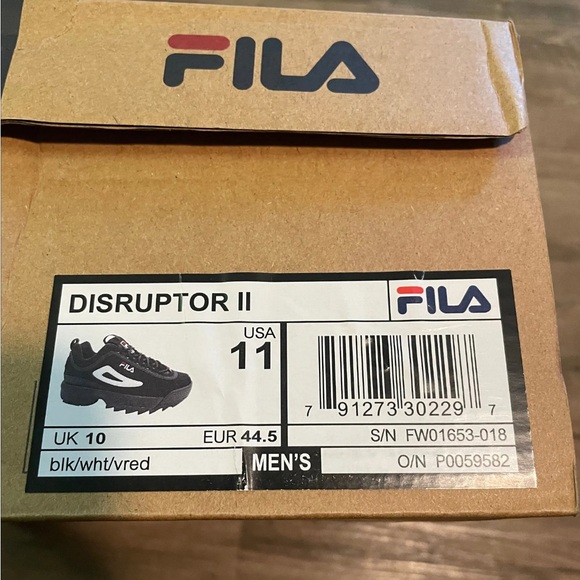 FILA
DISRUPTOR II
FILA
USA
11
FILA
UK 10 EUR 44.5
blk/wht/vred
MEN'S
7 91273 30229 7
S/N FW01653-018
O/N P0059582